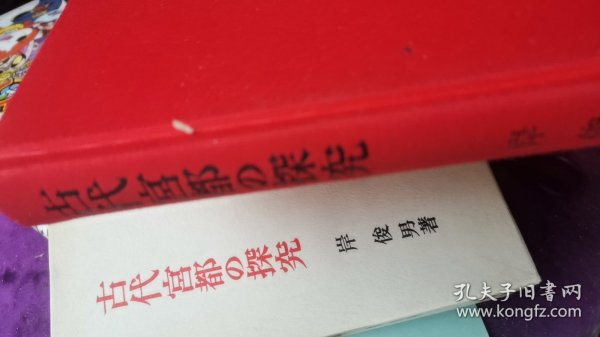 古代宮都の探究
岸
古代宮都の探究
岸 俊男著
孔夫子旧書网
www.kongfz.com